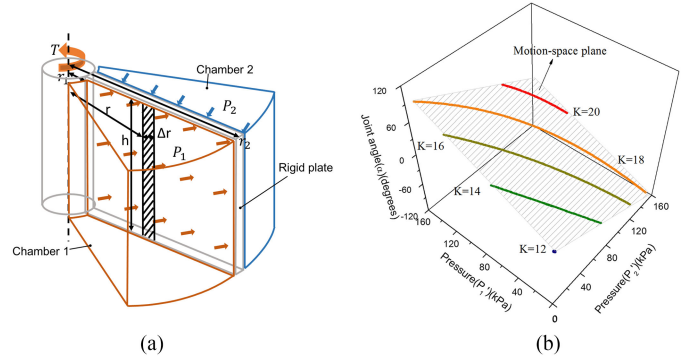 T
Chamber 2
r₁
P₂
r
Δr
r₂
h
P₁
Rigid plate
Chamber 1
(a)
Motion-space plane
120
60
0
-60
-120
Joint angle(α)(degrees)
K=20
K=16
K=18
K=14
K=12
160
120
80
40
0
Pressure(P₁')(kPa)
160
120
80
40
Pressure(P₂')(kPa)
(b)